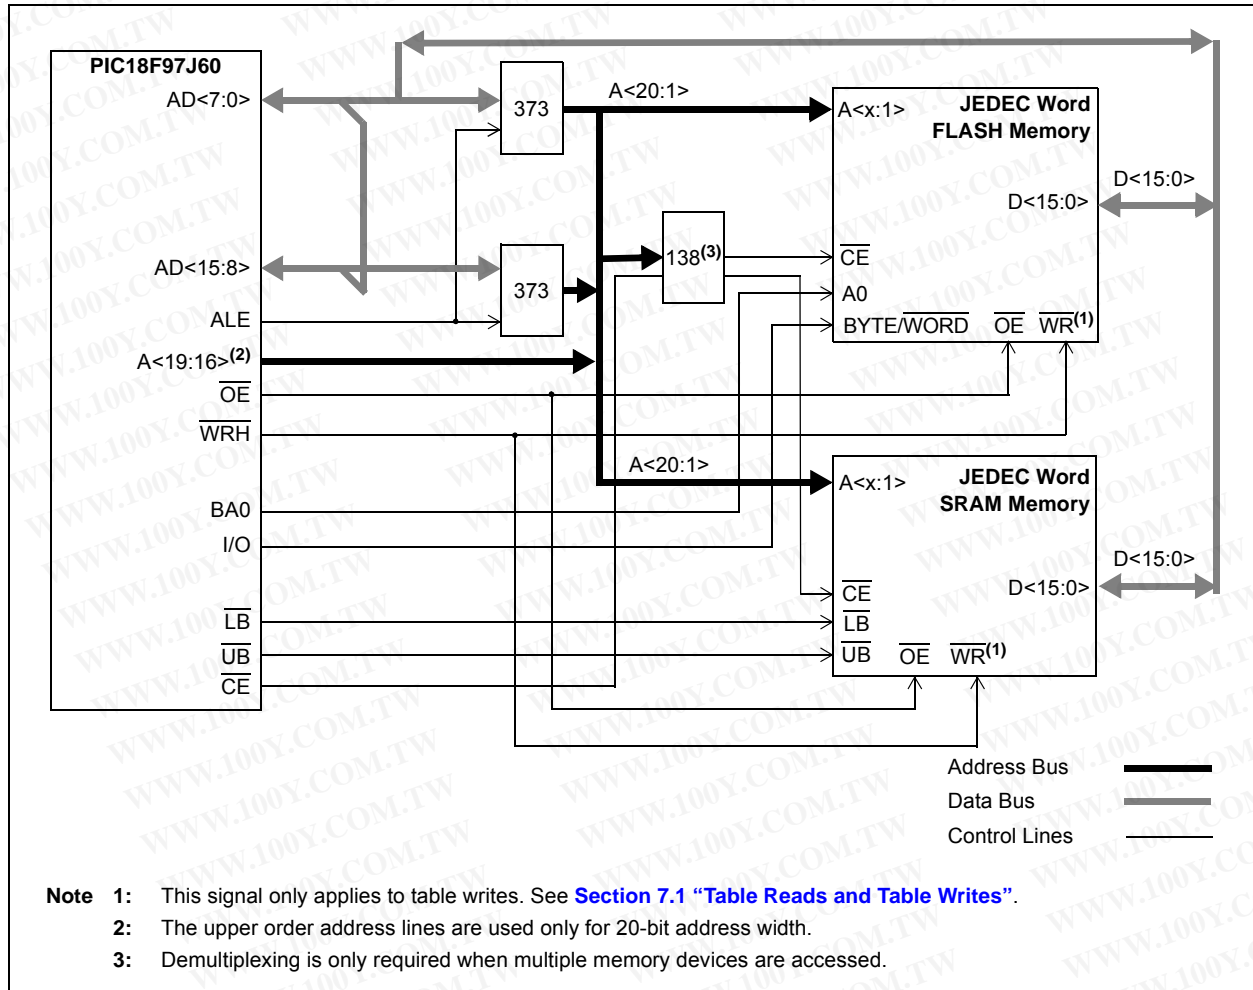 PIC18F97J60
AD<7:0>
AD<15:8>
ALE
A<19:16>(2)
OE
WRH
BA0
I/O
LB
UB
CE
373
373
A<20:1>
138(3)
A<20:1>
JEDEC Word
FLASH Memory
A<x:1>
D<15:0>
D<15:0>
CE
A0
BYTE/WORD OE WR(1)
JEDEC Word
SRAM Memory
A<x:1>
D<15:0>
D<15:0>
CE
LB
UB OE WR(1)
Address Bus
Data Bus
Control Lines
Note 1: This signal only applies to table writes. See Section 7.1 “Table Reads and Table Writes”.
2: The upper order address lines are used only for 20-bit address width.
3: Demultiplexing is only required when multiple memory devices are accessed.
WWW.100Y.COM.TW